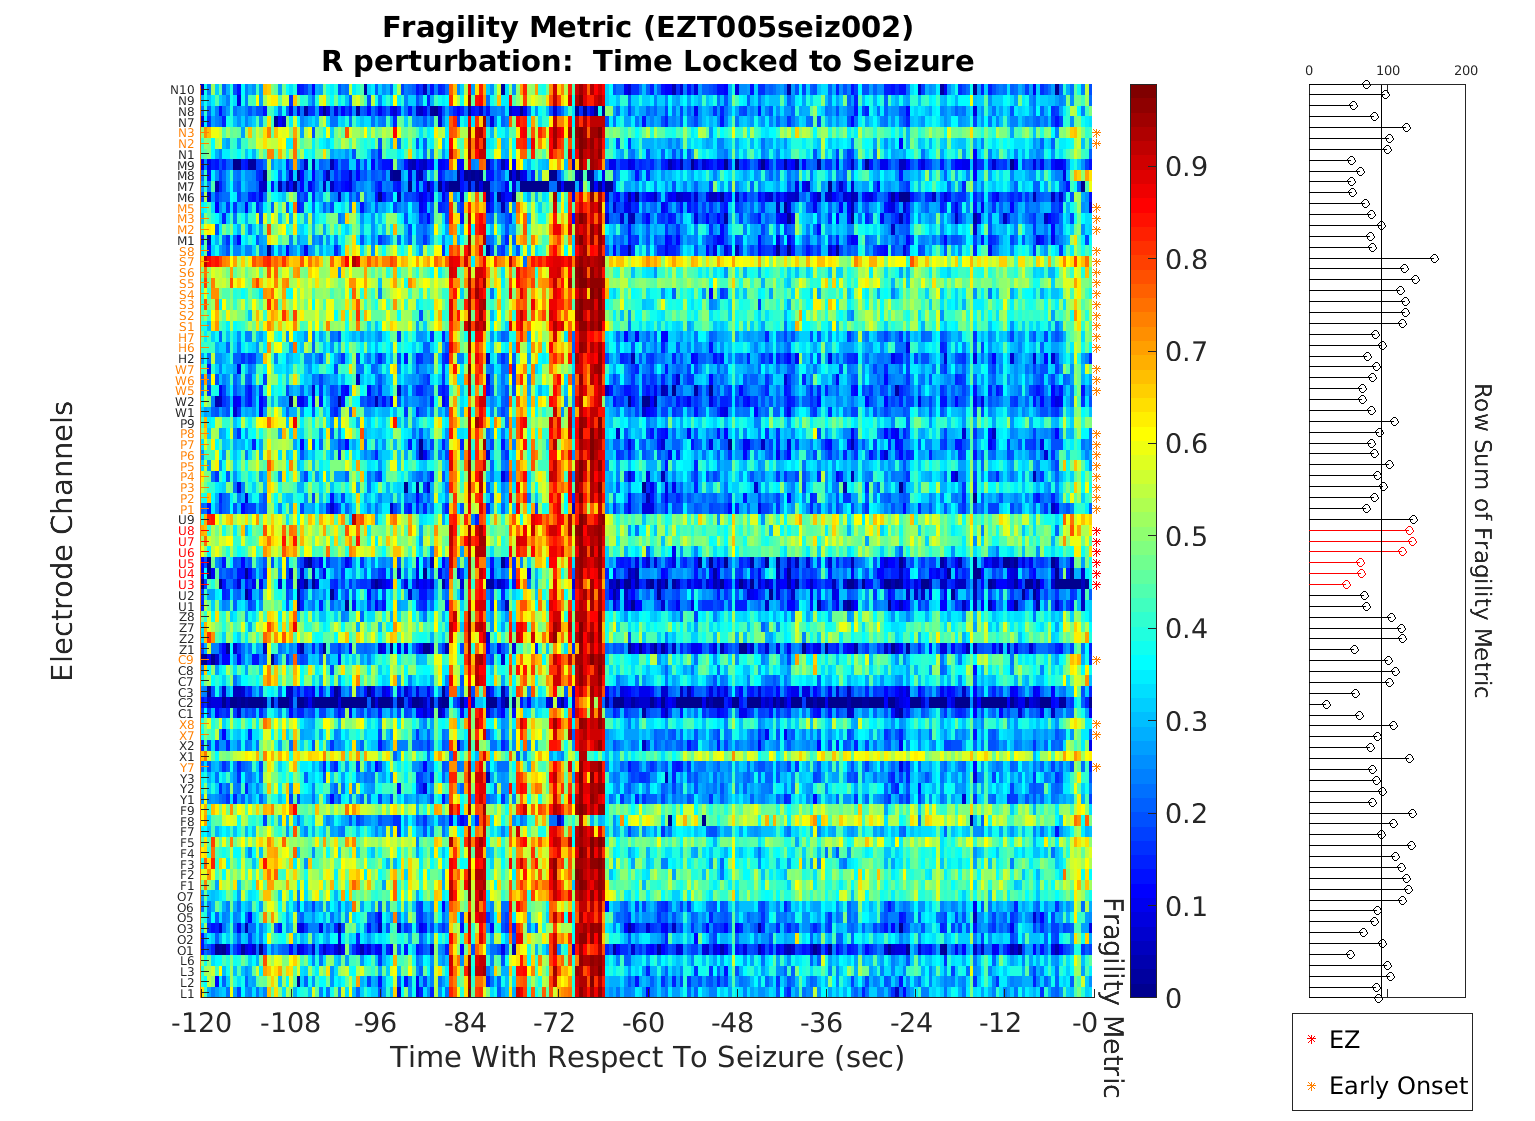 Fragility Metric (EZT005seiz002)
R perturbation:  Time Locked to Seizure
Electrode Channels
N10
N9
N8
N7
N3
N2
N1
M9
M8
M7
M6
M5
M3
M2
M1
S8
S7
S6
S5
S4
S3
S2
S1
H7
H6
H2
W7
W6
W5
W2
W1
P9
P8
P7
P6
P5
P4
P3
P2
P1
U9
U8
U7
U6
U5
U4
U3
U2
U1
Z8
Z7
Z2
Z1
C9
C8
C7
C3
C2
C1
X8
X7
X2
X1
Y7
Y3
Y2
Y1
F9
F8
F7
F5
F4
F3
F2
F1
O7
O6
O5
O3
O2
O1
L6
L3
L2
L1
-120 -108 -96 -84 -72 -60 -48 -36 -24 -12 -0
Time With Respect To Seizure (sec)
0.9
0.8
0.7
0.6
0.5
0.4
0.3
0.2
0.1
0
Fragility Metric
0 100 200
Row Sum of Fragility Metric
EZ
Early Onset